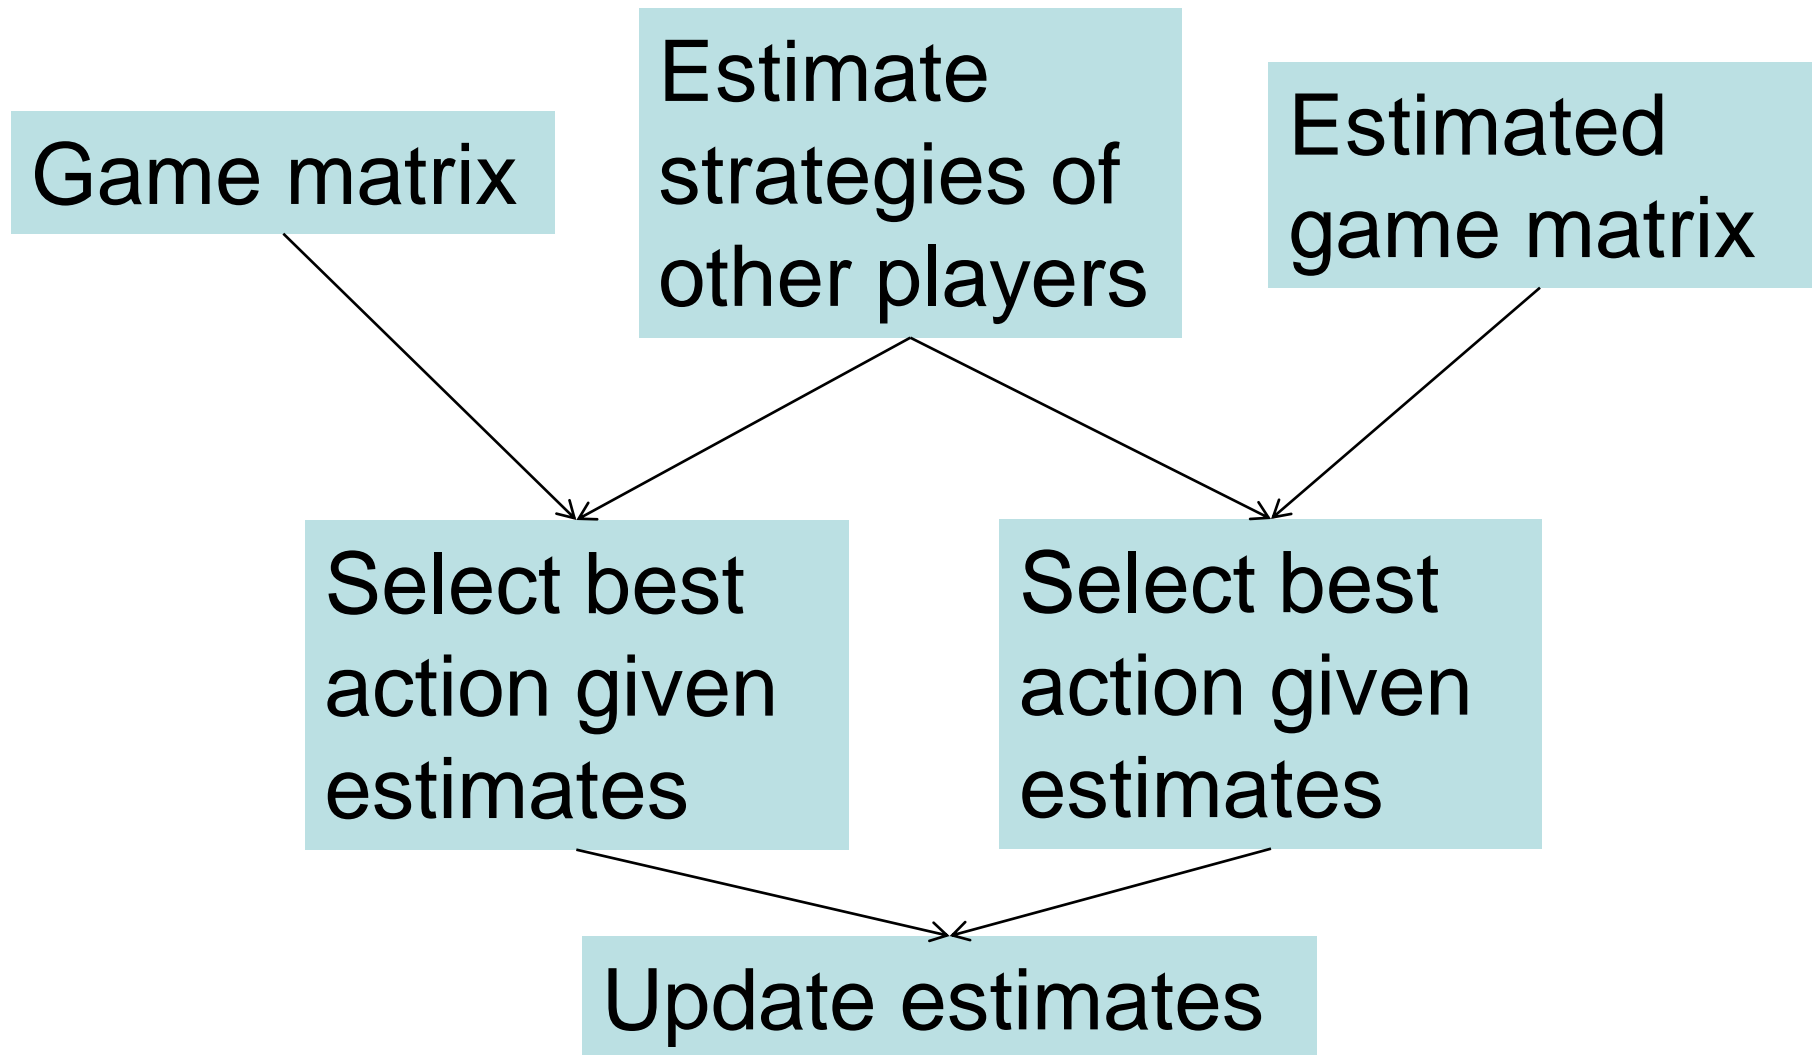 Game matrix
Estimate
strategies of
other players
Estimated
game matrix
Select best
action given
estimates
Select best
action given
estimates
Update estimates